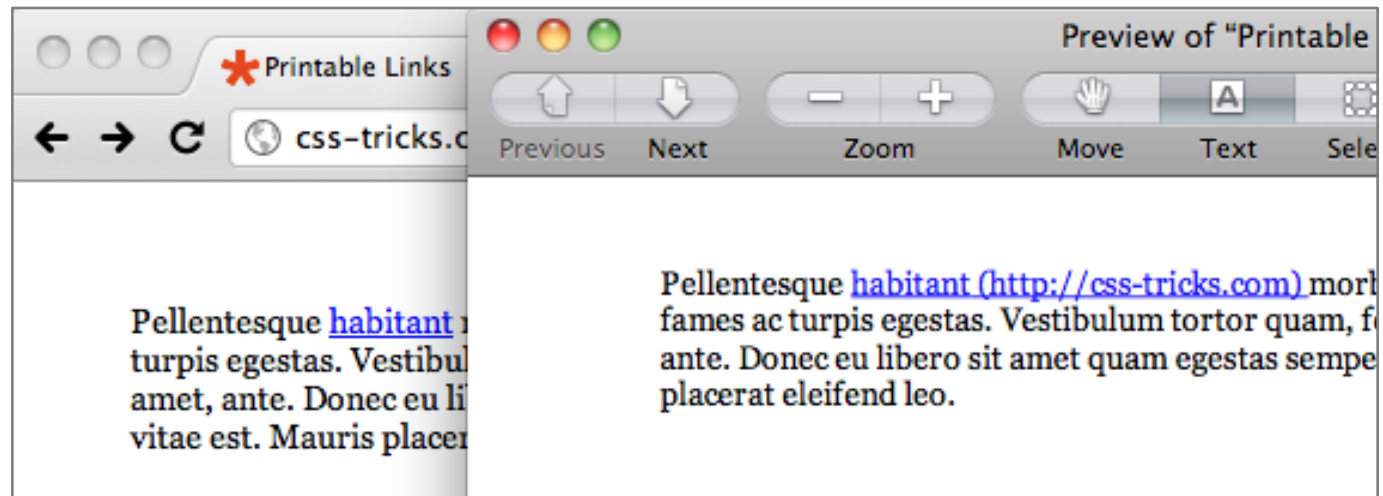 Printable Links
css-tricks.c
Pellentesque habitant
turpis egestas. Vestibul
amet, ante. Donec eu li
vitae est. Mauris placer
Preview of “Printable
Previous Next Zoom Move Text Sele
A
Pellentesque habitant (http://css-tricks.com) mor
fames ac turpis egestas. Vestibulum tortor quam, f
ante. Donec eu libero sit amet quam egestas sempe
placerat eleifend leo.